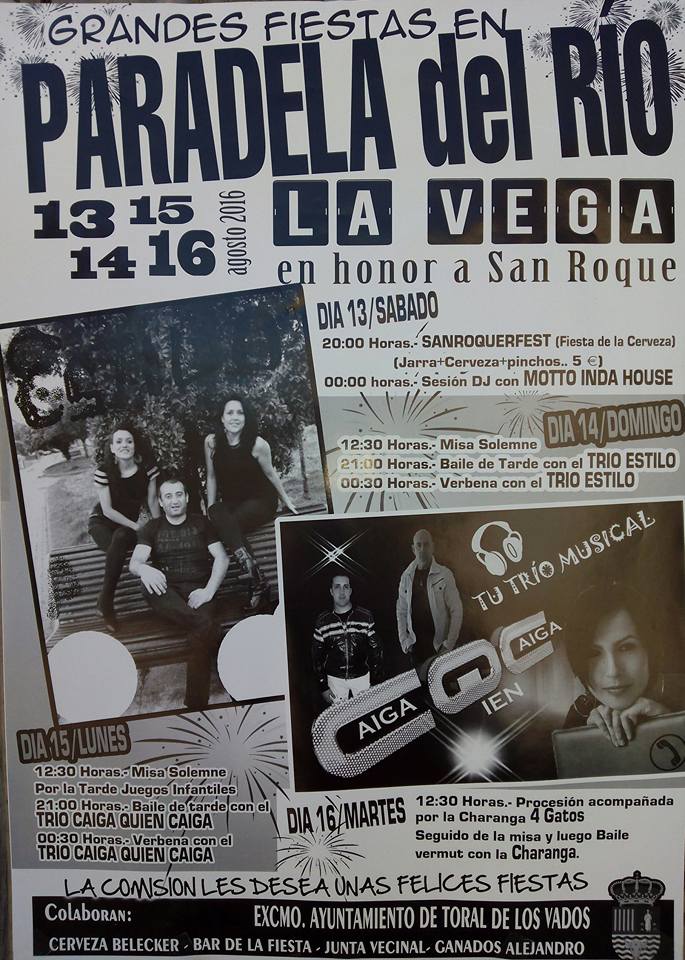 GRANDES FIESTAS EN
PARADELA del RÍO
13 15
14 16
agosto 2016
LA VEGA
en honor a San Roque
DIA 13/SABADO
20:00 Horas.- SANROQUERFEST (Fiesta de la Cerveza)
(Jarra+Cerveza+pinchos.. 5 €)
00:00 horas.- Sesión DJ con MOTTO INDA HOUSE
DIA 14/DOMINGO
12:30 Horas.- Misa Solemne
21:00 Horas.- Baile de Tarde con el TRIO ESTILO
00:30 Horas.- Verbena con el TRIO ESTILO
TU TRÍO MUSICAL
CAIGA
QIEN
CAIGA
DIA 15/LUNES
12:30 Horas.- Misa Solemne
Por la Tarde Juegos Infantiles
21:00 Horas.- Baile de tarde con el
TRIO CAIGA QUIEN CAIGA
00:30 Horas.- Verbena con el
TRIO CAIGA QUIEN CAIGA
DIA 16/MARTES
12:30 Horas.- Procesión acompañada
por la Charanga 4 Gatos
Seguido de la misa y luego Baile
vermut con la Charanga.
LA COMISION LES DESEA UNAS FELICES FIESTAS
Colaboran:
EXCMO. AYUNTAMIENTO DE TORAL DE LOS VADOS
CERVEZA BELECKER - BAR DE LA FIESTA - JUNTA VECINAL- GANADOS ALEJANDRO